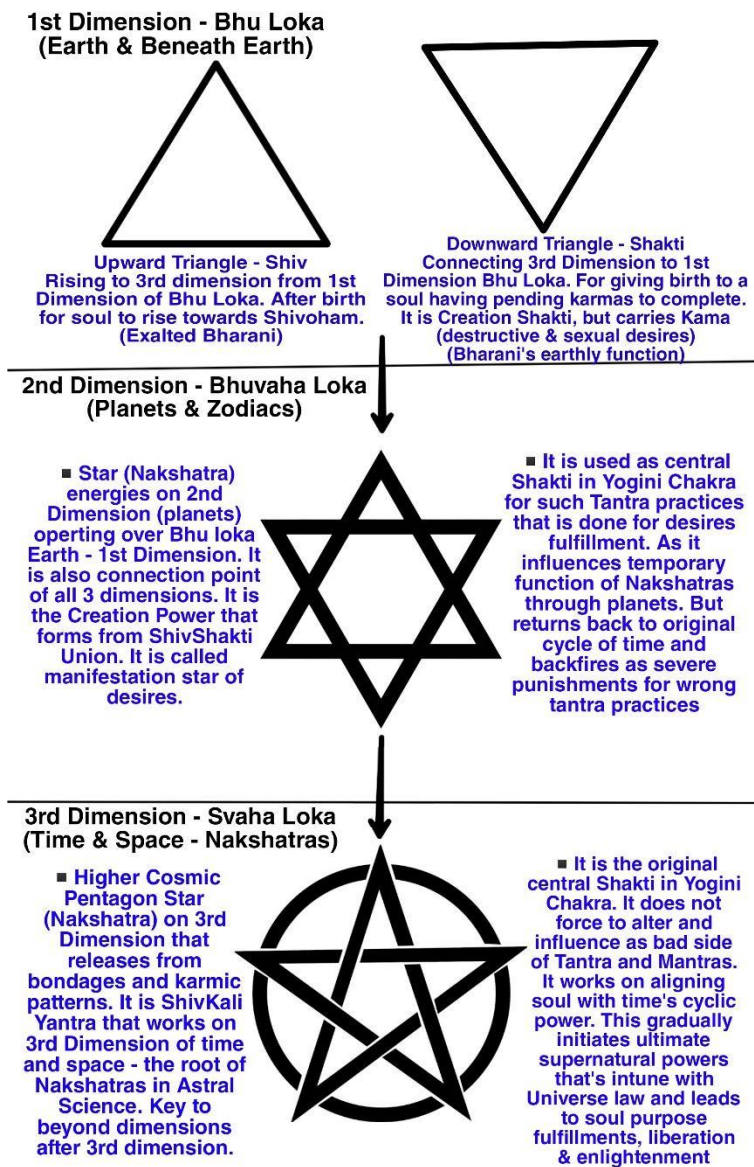 1st Dimension - Bhu Loka
(Earth & Beneath Earth)
Upward Triangle - Shiv
Rising to 3rd dimension from 1st
Dimension of Bhu Loka. After birth
for soul to rise towards Shivoham.
(Exalted Bharani)
Downward Triangle - Shakti
Connecting 3rd Dimension to 1st
Dimension Bhu Loka. For giving birth to a
soul having pending karmas to complete.
It is Creation Shakti, but carries Kama
(destructive & sexual desires)
(Bharani's earthly function)
2nd Dimension - Bhuvaha Loka
(Planets & Zodiacs)
▪ Star (Nakshatra)
energies on 2nd
Dimension (planets)
operting over Bhu loka
Earth - 1st Dimension. It
is also connection point
of all 3 dimensions. It is
the Creation Power that
forms from ShivShakti
Union. It is called
manifestation star of
desires.
▪ It is used as central
Shakti in Yogini Chakra
for such Tantra practices
that is done for desires
fulfillment. As it
influences temporary
function of Nakshatras
through planets. But
returns back to original
cycle of time and
backfires as severe
punishments for wrong
tantra practices
3rd Dimension - Svaha Loka
(Time & Space - Nakshatras)
▪ Higher Cosmic
Pentagon Star
(Nakshatra) on 3rd
Dimension that
releases from
bondages and karmic
patterns. It is ShivKali
Yantra that works on
3rd Dimension of time
and space - the root of
Nakshatras in Astral
Science. Key to
beyond dimensions
after 3rd dimension.
▪ It is the original
central Shakti in Yogini
Chakra. It does not
force to alter and
influence as bad side
of Tantra and Mantras.
It works on aligning
soul with time's cyclic
power. This gradually
initiates ultimate
supernatural powers
that's intune with
Universe law and leads
to soul purpose
fulfillments, liberation
& enlightenment